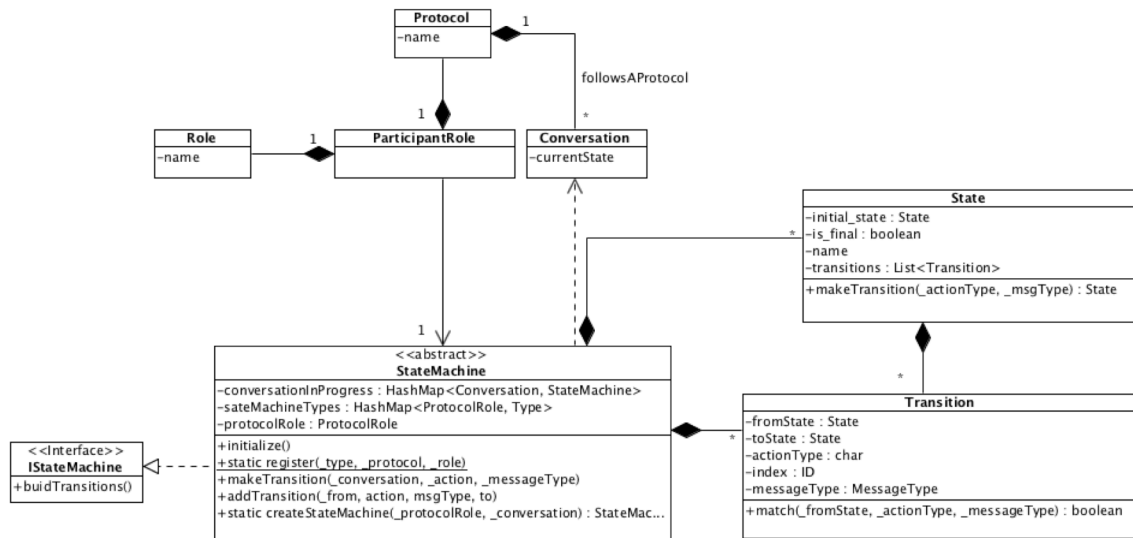 Protocol
-name
1
followsAProtocol
*
1
Role
-name
1
ParticipantRole
Conversation
-currentState
State
-initial_state : State
-is_final : boolean
-name
-transitions : List<Transition>
+makeTransition(_actionType, _msgType) : State
*
1
*
<<abstract>>
StateMachine
-conversationInProgress : HashMap<Conversation, StateMachine>
-sateMachineTypes : HashMap<ProtocolRole, Type>
-protocolRole : ProtocolRole
+initialize()
+static register(_type, _protocol, _role)
+makeTransition(_conversation, _action, _messageType)
+addTransition(_from, action, msgType, to)
+static createStateMachine(_protocolRole, _conversation) : StateMac...
*
Transition
-fromState : State
-toState : State
-actionType : char
-index : ID
-messageType : MessageType
+match(_fromState, _actionType, _messageType) : boolean
<<Interface>>
IStateMachine
+buidTransitions()